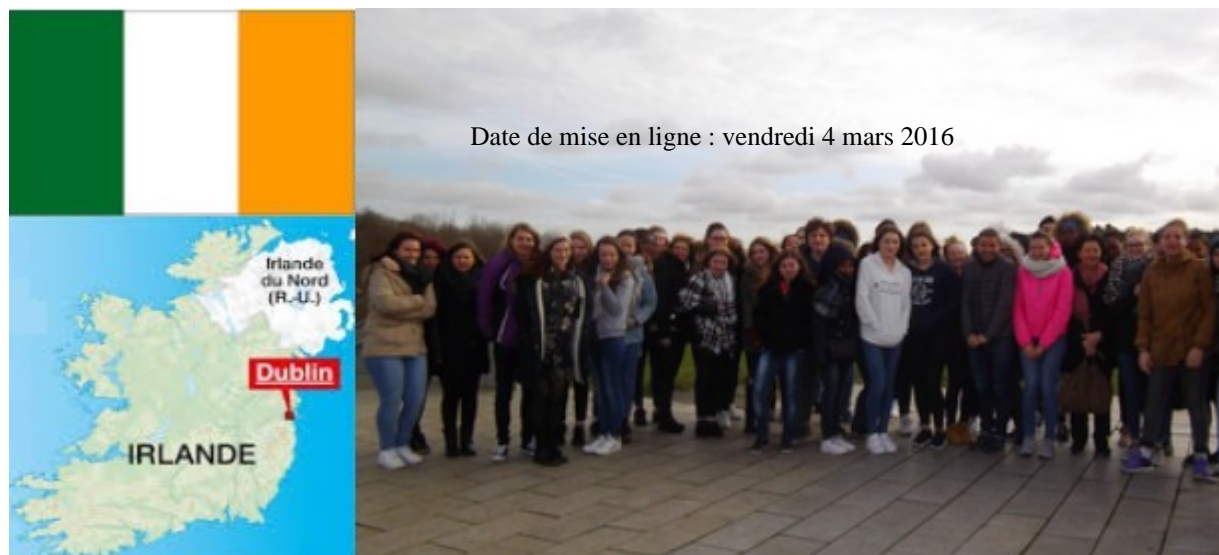 Date de mise en ligne : vendredi 4 mars 2016
Irlande
du Nord
(R.-U.)
Dublin
IRLANDE